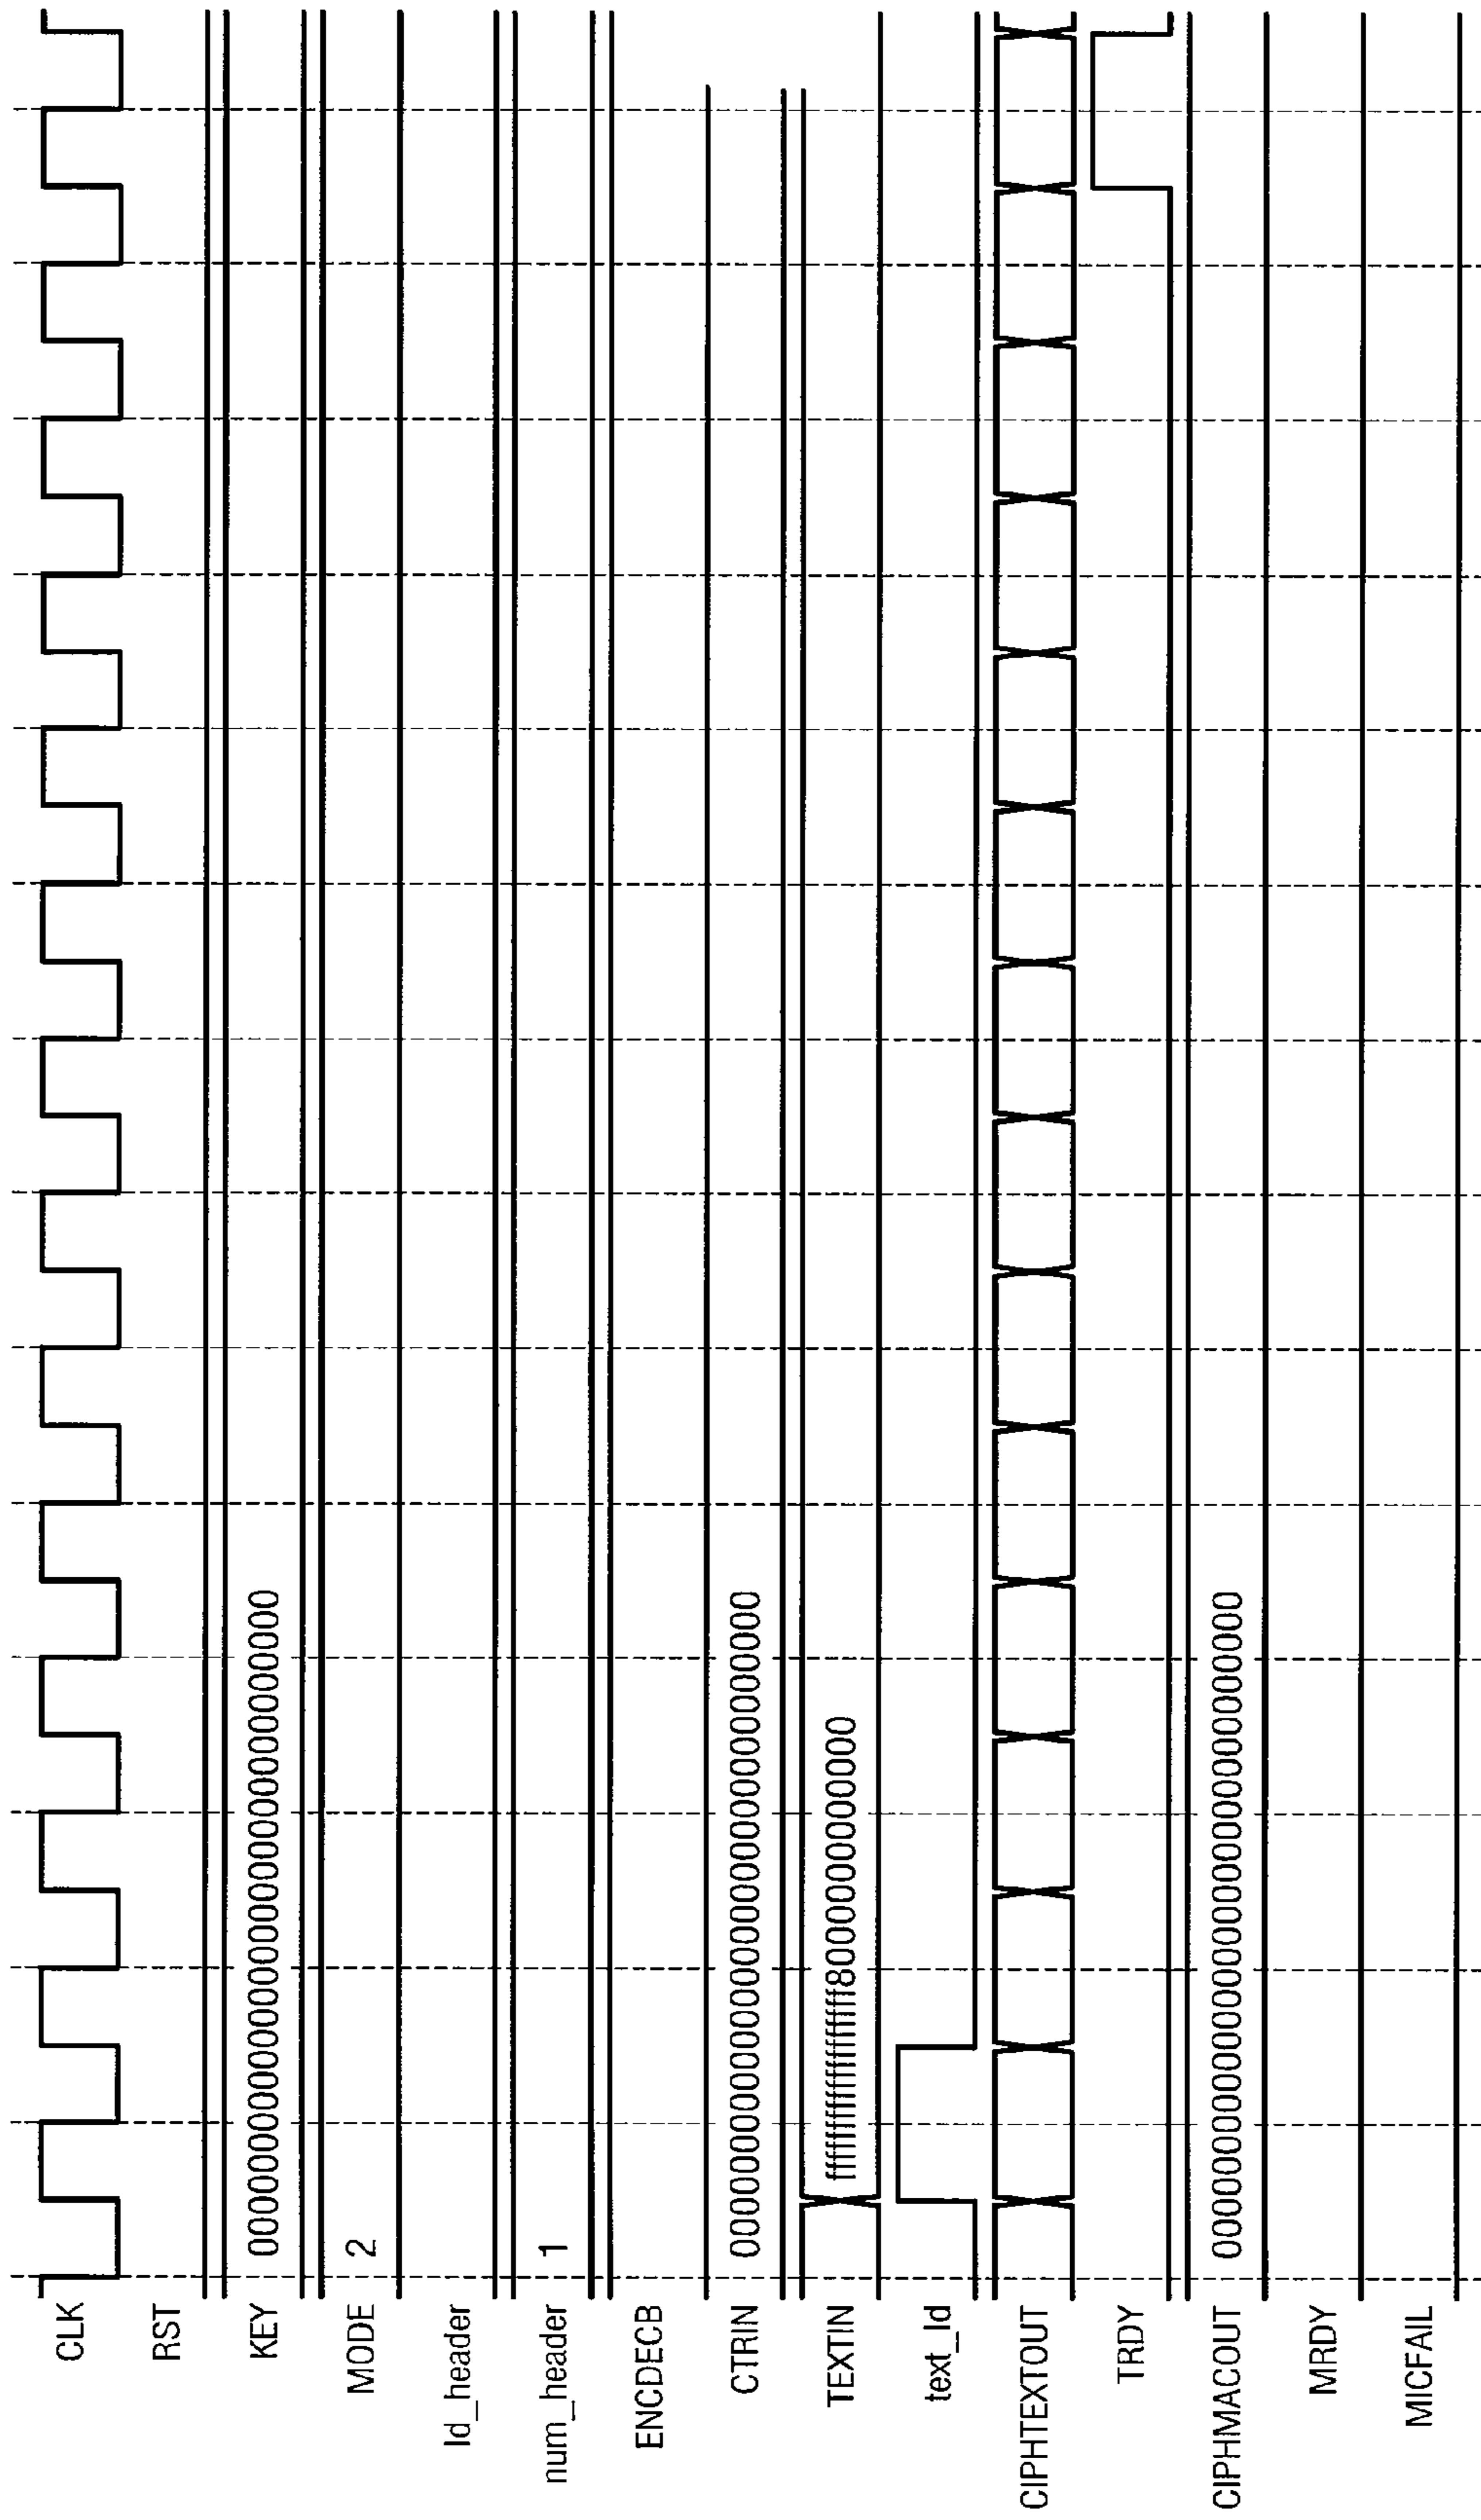 CLK
RST
KEY 00000000000000000000000000000000
MODE 2
ld_header
num_header 1
ENCDECB
CTRIN 00000000000000000000000000000000
TEXTIN fffffffffffffffffff8000000000000
text_ld
CIPHTEXTOUT
TRDY
CIPHMACOUT 00000000000000000000000000000000
MRDY
MICFAIL